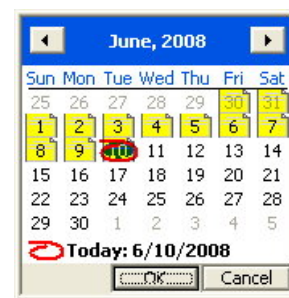 June, 2008
Sun Mon Tue Wed Thu Fri Sat
25 26 27 28 29 30 31
1 2 3 4 5 6 7
8 9 10 11 12 13 14
15 16 17 18 19 20 21
22 23 24 25 26 27 28
29 30 1 2 3 4 5
Today: 6/10/2008
OK Cancel